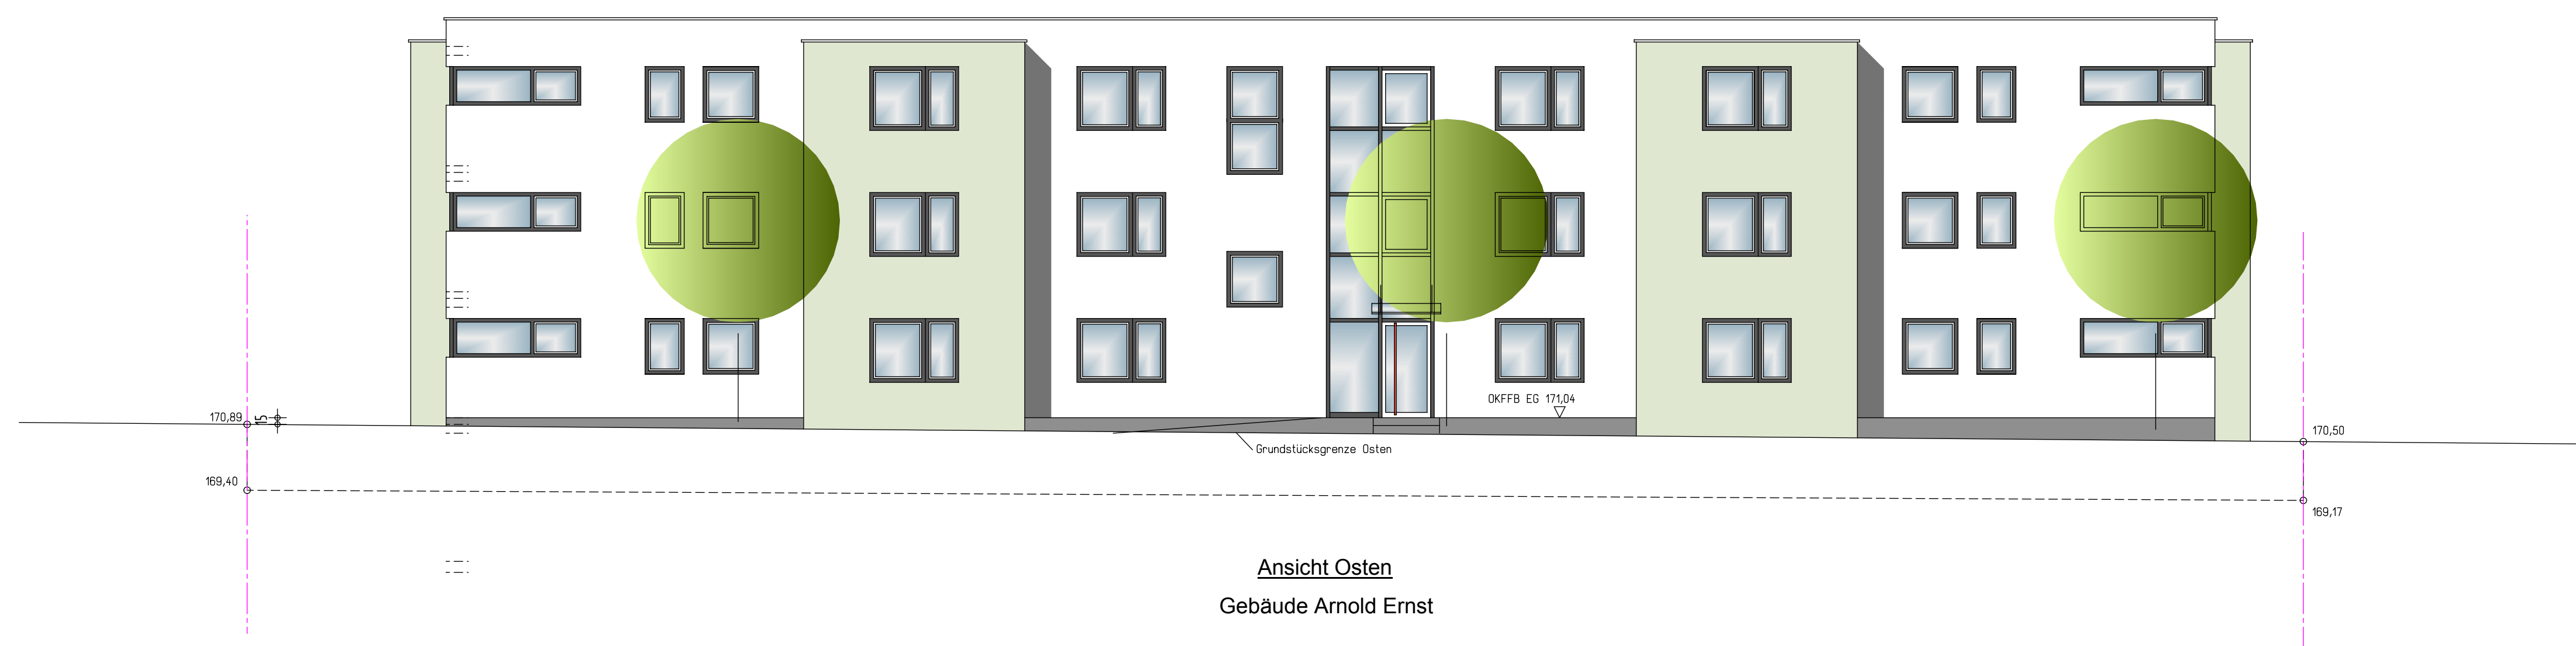 OKFFB EG 171,04
170,89
15
170,50
Grundstücksgrenze Osten
169,40
169,17
Ansicht Osten
Gebäude Arnold Ernst